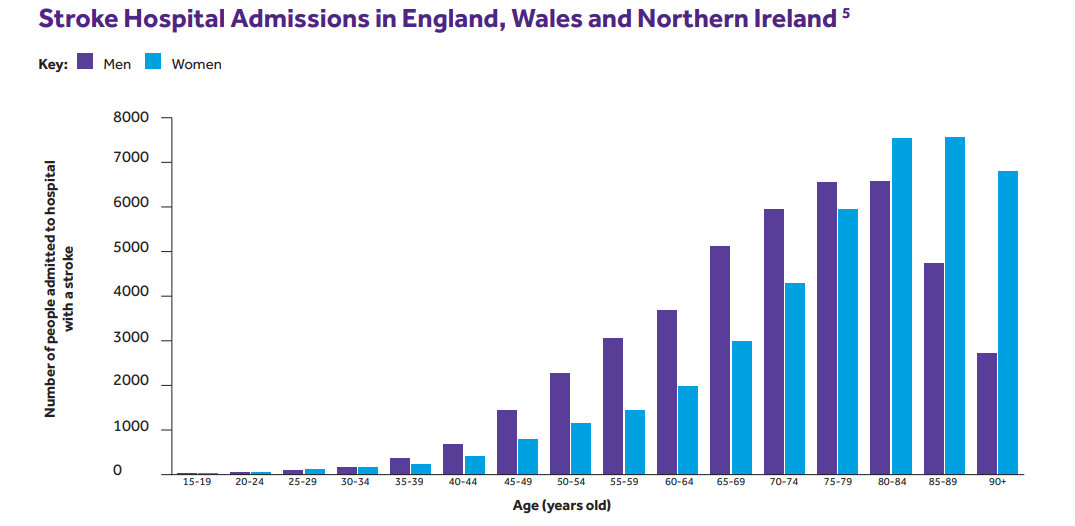 Stroke Hospital Admissions in England, Wales and Northern Ireland 5
Key: Men Women
Number of people admitted to hospital
with a stroke
8000
7000
6000
5000
4000
3000
2000
1000
0
15-19 20-24 25-29 30-34 35-39 40-44 45-49 50-54 55-59 60-64 65-69 70-74 75-79 80-84 85-89 90+
Age (years old)